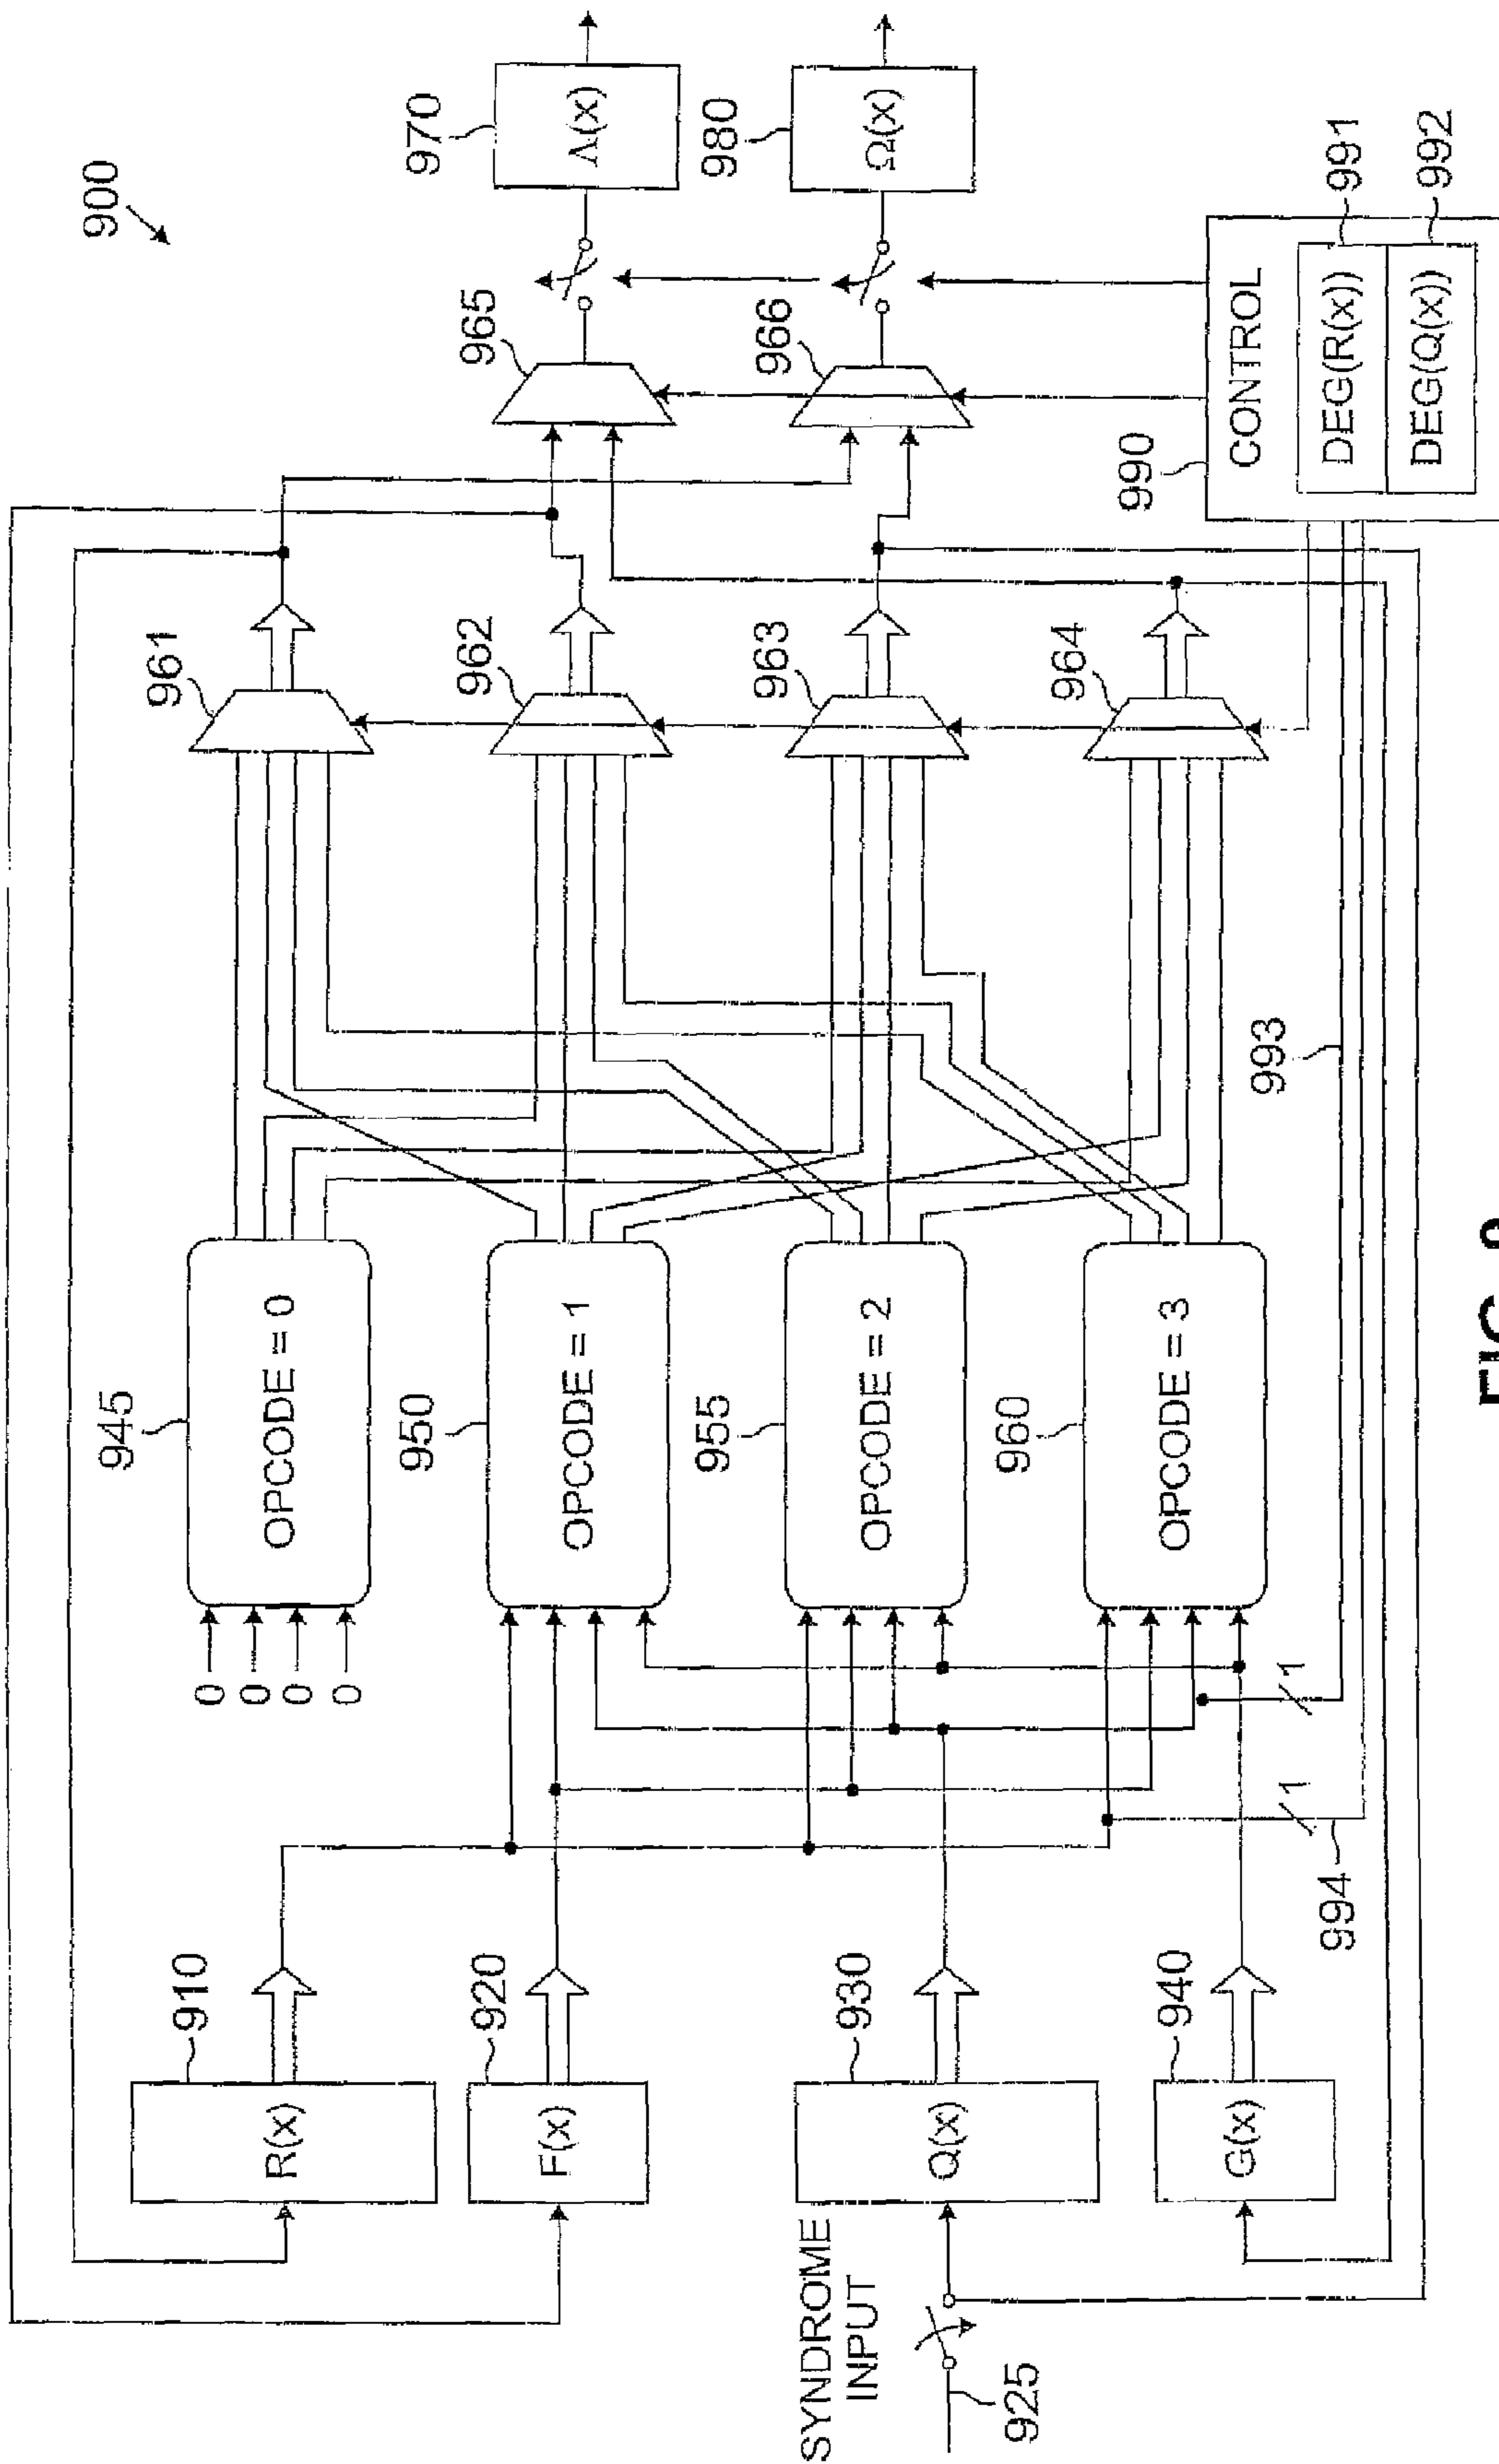 900
910
R(x)
920
F(x)
SYNDROME
INPUT
925
930
Q(x)
940
G(x)
0
0
0
0
945
OPCODE = 0
950
OPCODE = 1
955
OPCODE = 2
960
OPCODE = 3
1
1
994
993
961
962
963
964
965
966
970
Λ(x)
980
Ω(x)
990
CONTROL
DEG(R(x))
991
DEG(Q(x))
992
FIG.